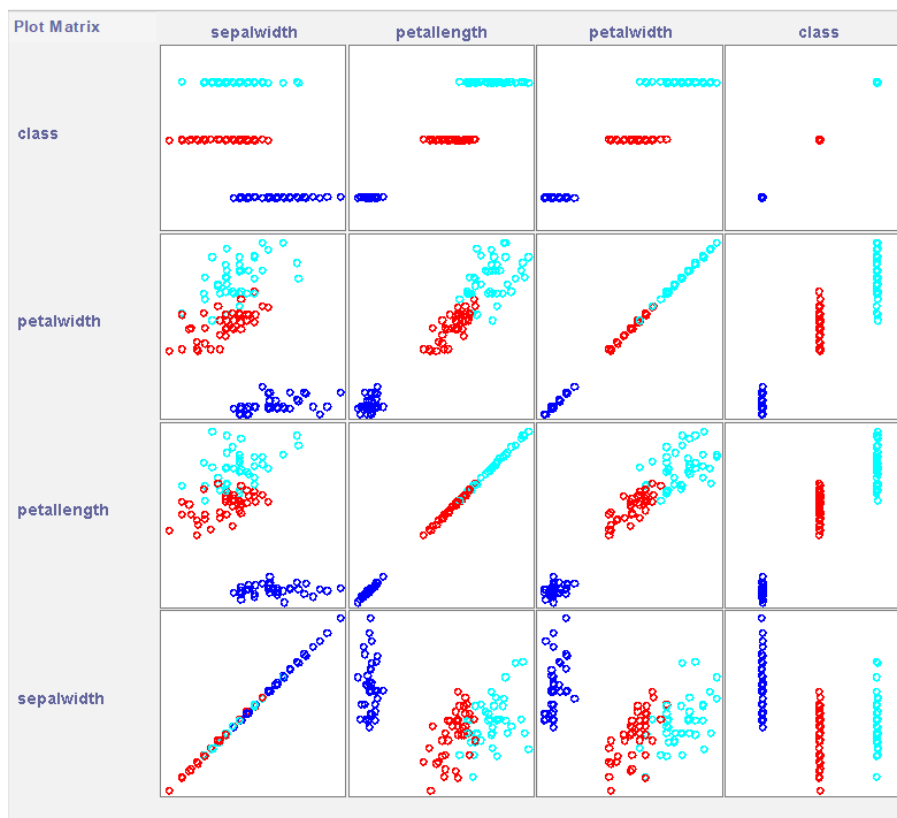 Plot Matrix
sepalwidth petallength petalwidth class
class
petalwidth
petallength
sepalwidth